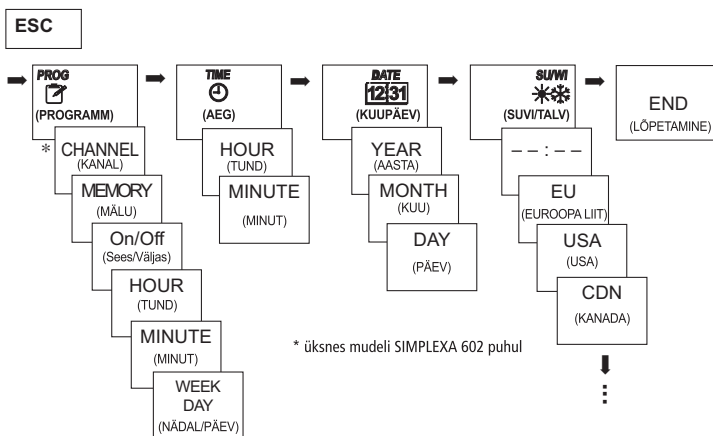 ESC
PROG
(PROGRAMM)
* CHANNEL
(KANAL)
MEMORY
(MÄLU)
On/Off
(Sees/Väljas)
HOUR
(TUND)
MINUTE
(MINUT)
WEEK
DAY
(NÄDAL/PÄEV)
TIME
(AEG)
HOUR
(TUND)
MINUTE
(MINUT)
DATE
12 31
(KUUPÄEV)
YEAR
(AASTA)
MONTH
(KUU)
DAY
(PÄEV)
SU/WI
(SUVI/TALV)
--:--
EU
(EUROOPA LIIT)
USA
(USA)
CDN
(KANADA)
END
(LÕPETAMINE)
* üksnes mudeli SIMPLEXA 602 puhul